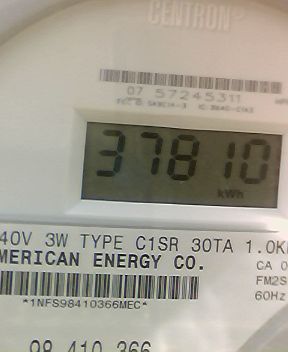 CENTRON
07 57245311
37810
kWh
40V 3W TYPE C1SR 30TA 1.0K
MERICAN ENERGY CO.
CA 0
FM2S
60Hz
*1NFS98410366MEC*
98 410 366